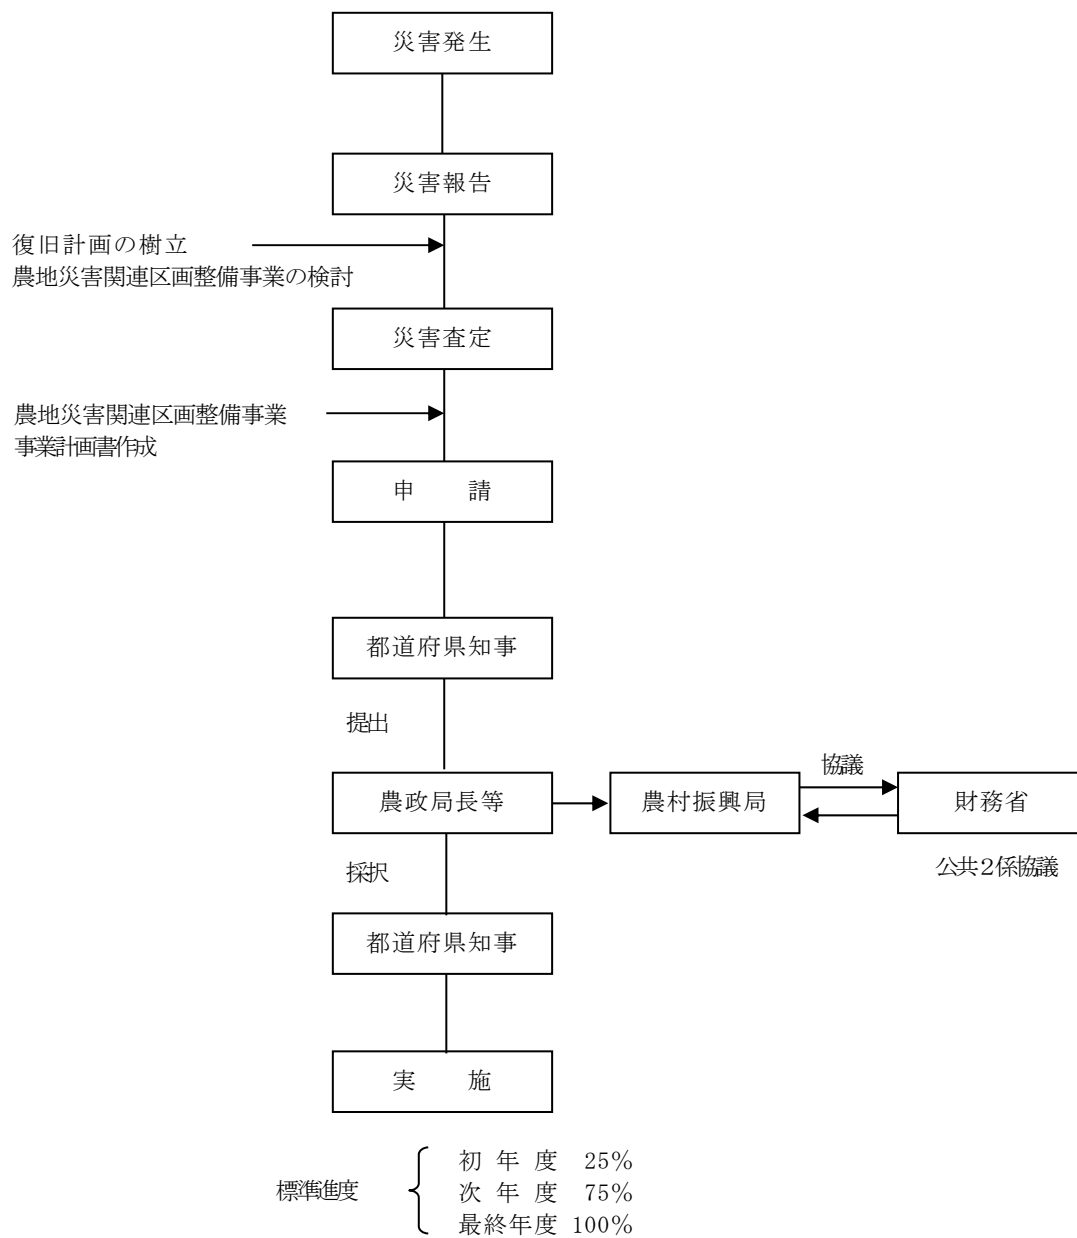 災害発生
災害報告
復旧計画の樹立
農地災害関連区画整備事業の検討
災害査定
農地災害関連区画整備事業
事業計画書作成
申　　請
都道府県知事
提出
協議
農政局長等
農村振興局
財務省
採択
公共2係協議
都道府県知事
実　　施
初 年 度 25%
標準進度
次 年 度 75%
最終年度 100%